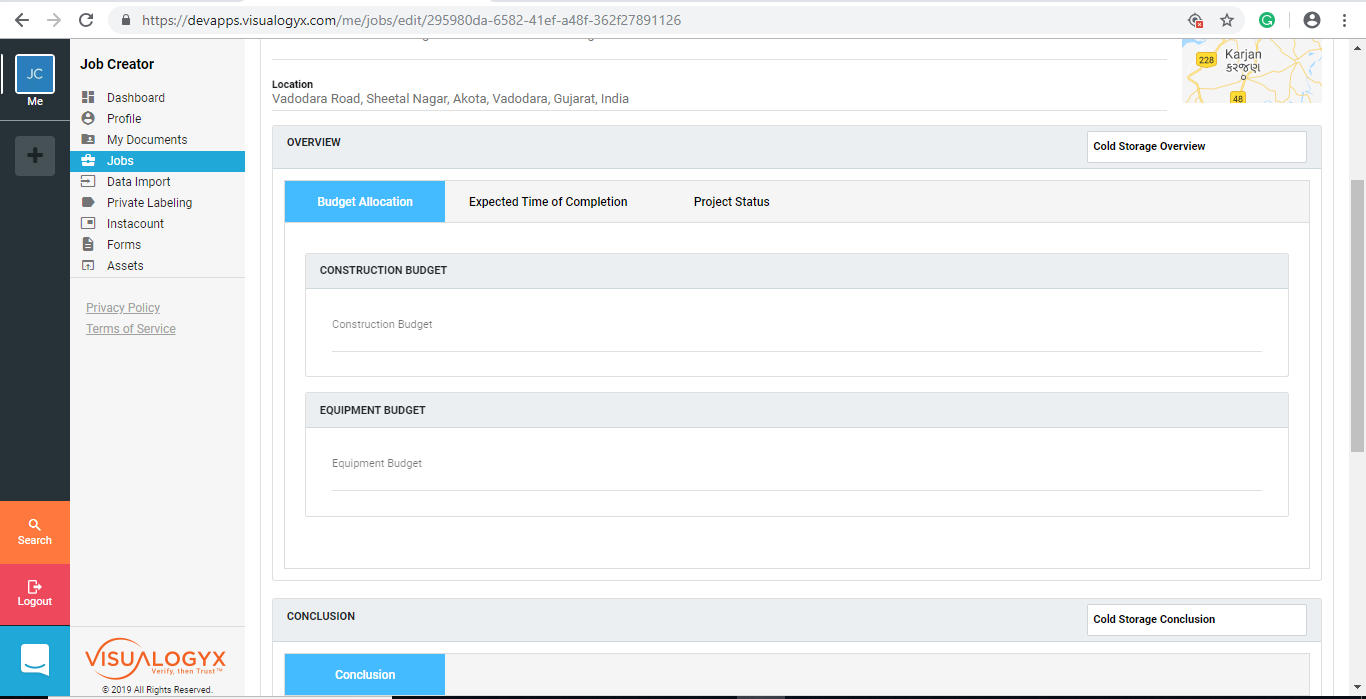 https://devapps.visualogyx.com/me/jobs/edit/295980da-6582-41ef-a48f-362f27891126
JC
Me
Job Creator
Dashboard
Profile
My Documents
Jobs
Data Import
Private Labeling
Instacount
Forms
Assets
Privacy Policy
Terms of Service
Search
Logout
VISUALOGYX
Verify, then Trust™
© 2019 All Rights Reserved.
228
Karjan
કરજણ
48
Location
Vadodara Road, Sheetal Nagar, Akota, Vadodara, Gujarat, India
OVERVIEW
Cold Storage Overview
Budget Allocation
Expected Time of Completion
Project Status
CONSTRUCTION BUDGET
Construction Budget
EQUIPMENT BUDGET
Equipment Budget
CONCLUSION
Cold Storage Conclusion
Conclusion